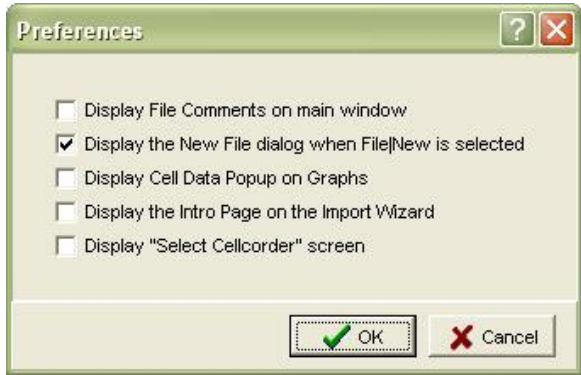 Preferences
Display File Comments on main window
Display the New File dialog when File|New is selected
Display Cell Data Popup on Graphs
Display the Intro Page on the Import Wizard
Display "Select Cellcorder" screen
OK Cancel